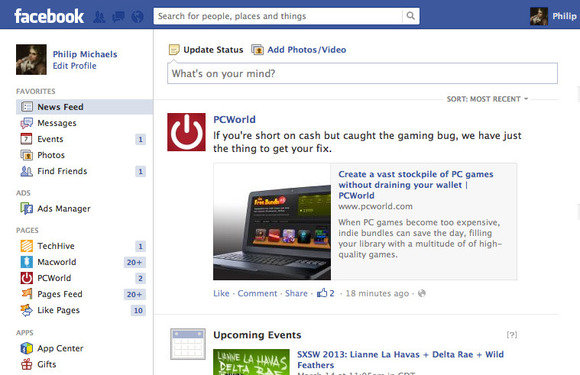 facebook
Search for people, places and things
Philip
Philip Michaels
Edit Profile
FAVORITES
News Feed
Messages
Events 1
Photos
Find Friends 1
ADS
Ads Manager
PAGES
TechHive 1
Macworld 20+
PCWorld 2
Pages Feed 20+
Like Pages 10
APPS
App Center
Gifts
Update Status Add Photos/Video
What's on your mind?
SORT: MOST RECENT
PCWorld
If you're short on cash but caught the gaming bug, we have just
the thing to get your fix.
Create a vast stockpile of PC games
without draining your wallet |
PCWorld
www.pcworld.com
When PC games become too expensive,
indie bundles can save the day, filling
your library with a multitude of of high-
quality games.
Like · Comment · Share · 2 · 18 minutes ago ·
Upcoming Events [?]
LIANNE LA HAVAS
DELTA RAE
SXSW 2013: Lianne La Havas + Delta Rae + Wild
Feathers
March 14 at 11:05pm in CDT